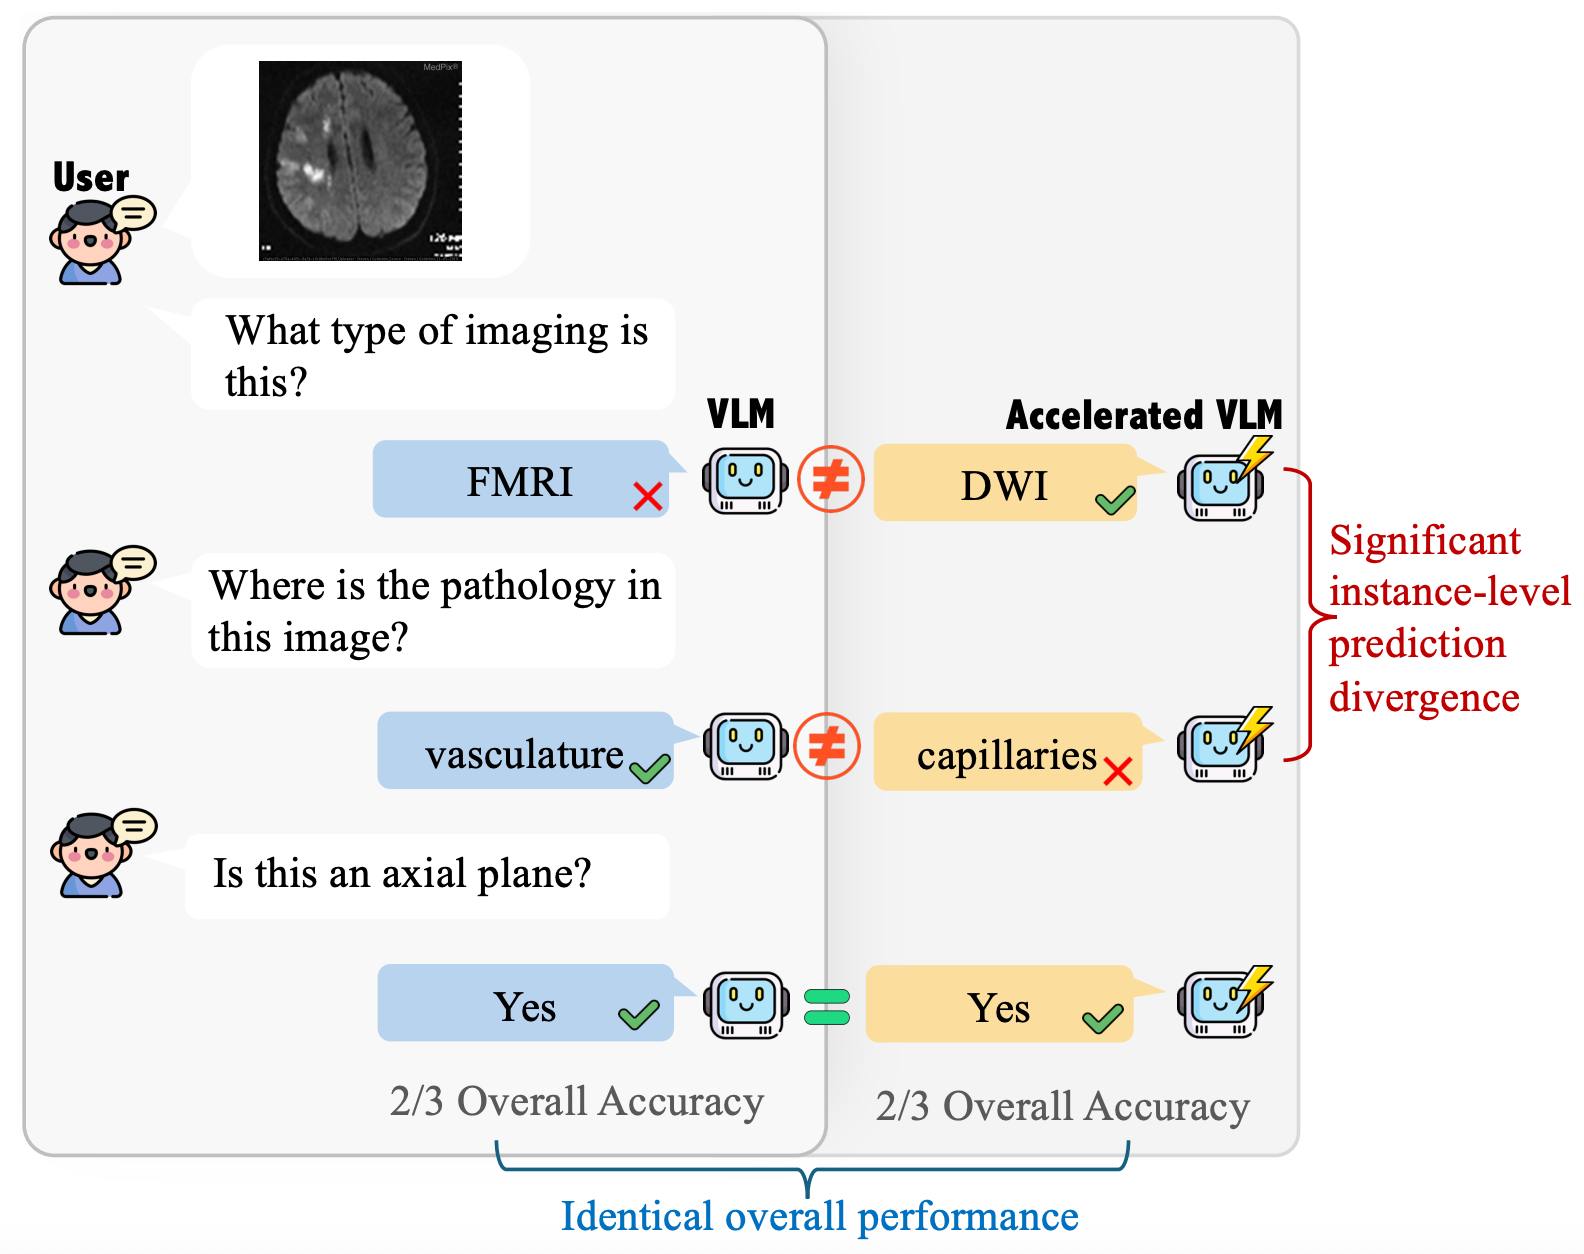 MedPix®
User
What type of imaging is
this?
VLM
Accelerated VLM
FMRI
DWI
Where is the pathology in
this image?
Significant
instance-level
prediction
divergence
vasculature
capillaries
Is this an axial plane?
Yes
Yes
2/3 Overall Accuracy
2/3 Overall Accuracy
Identical overall performance